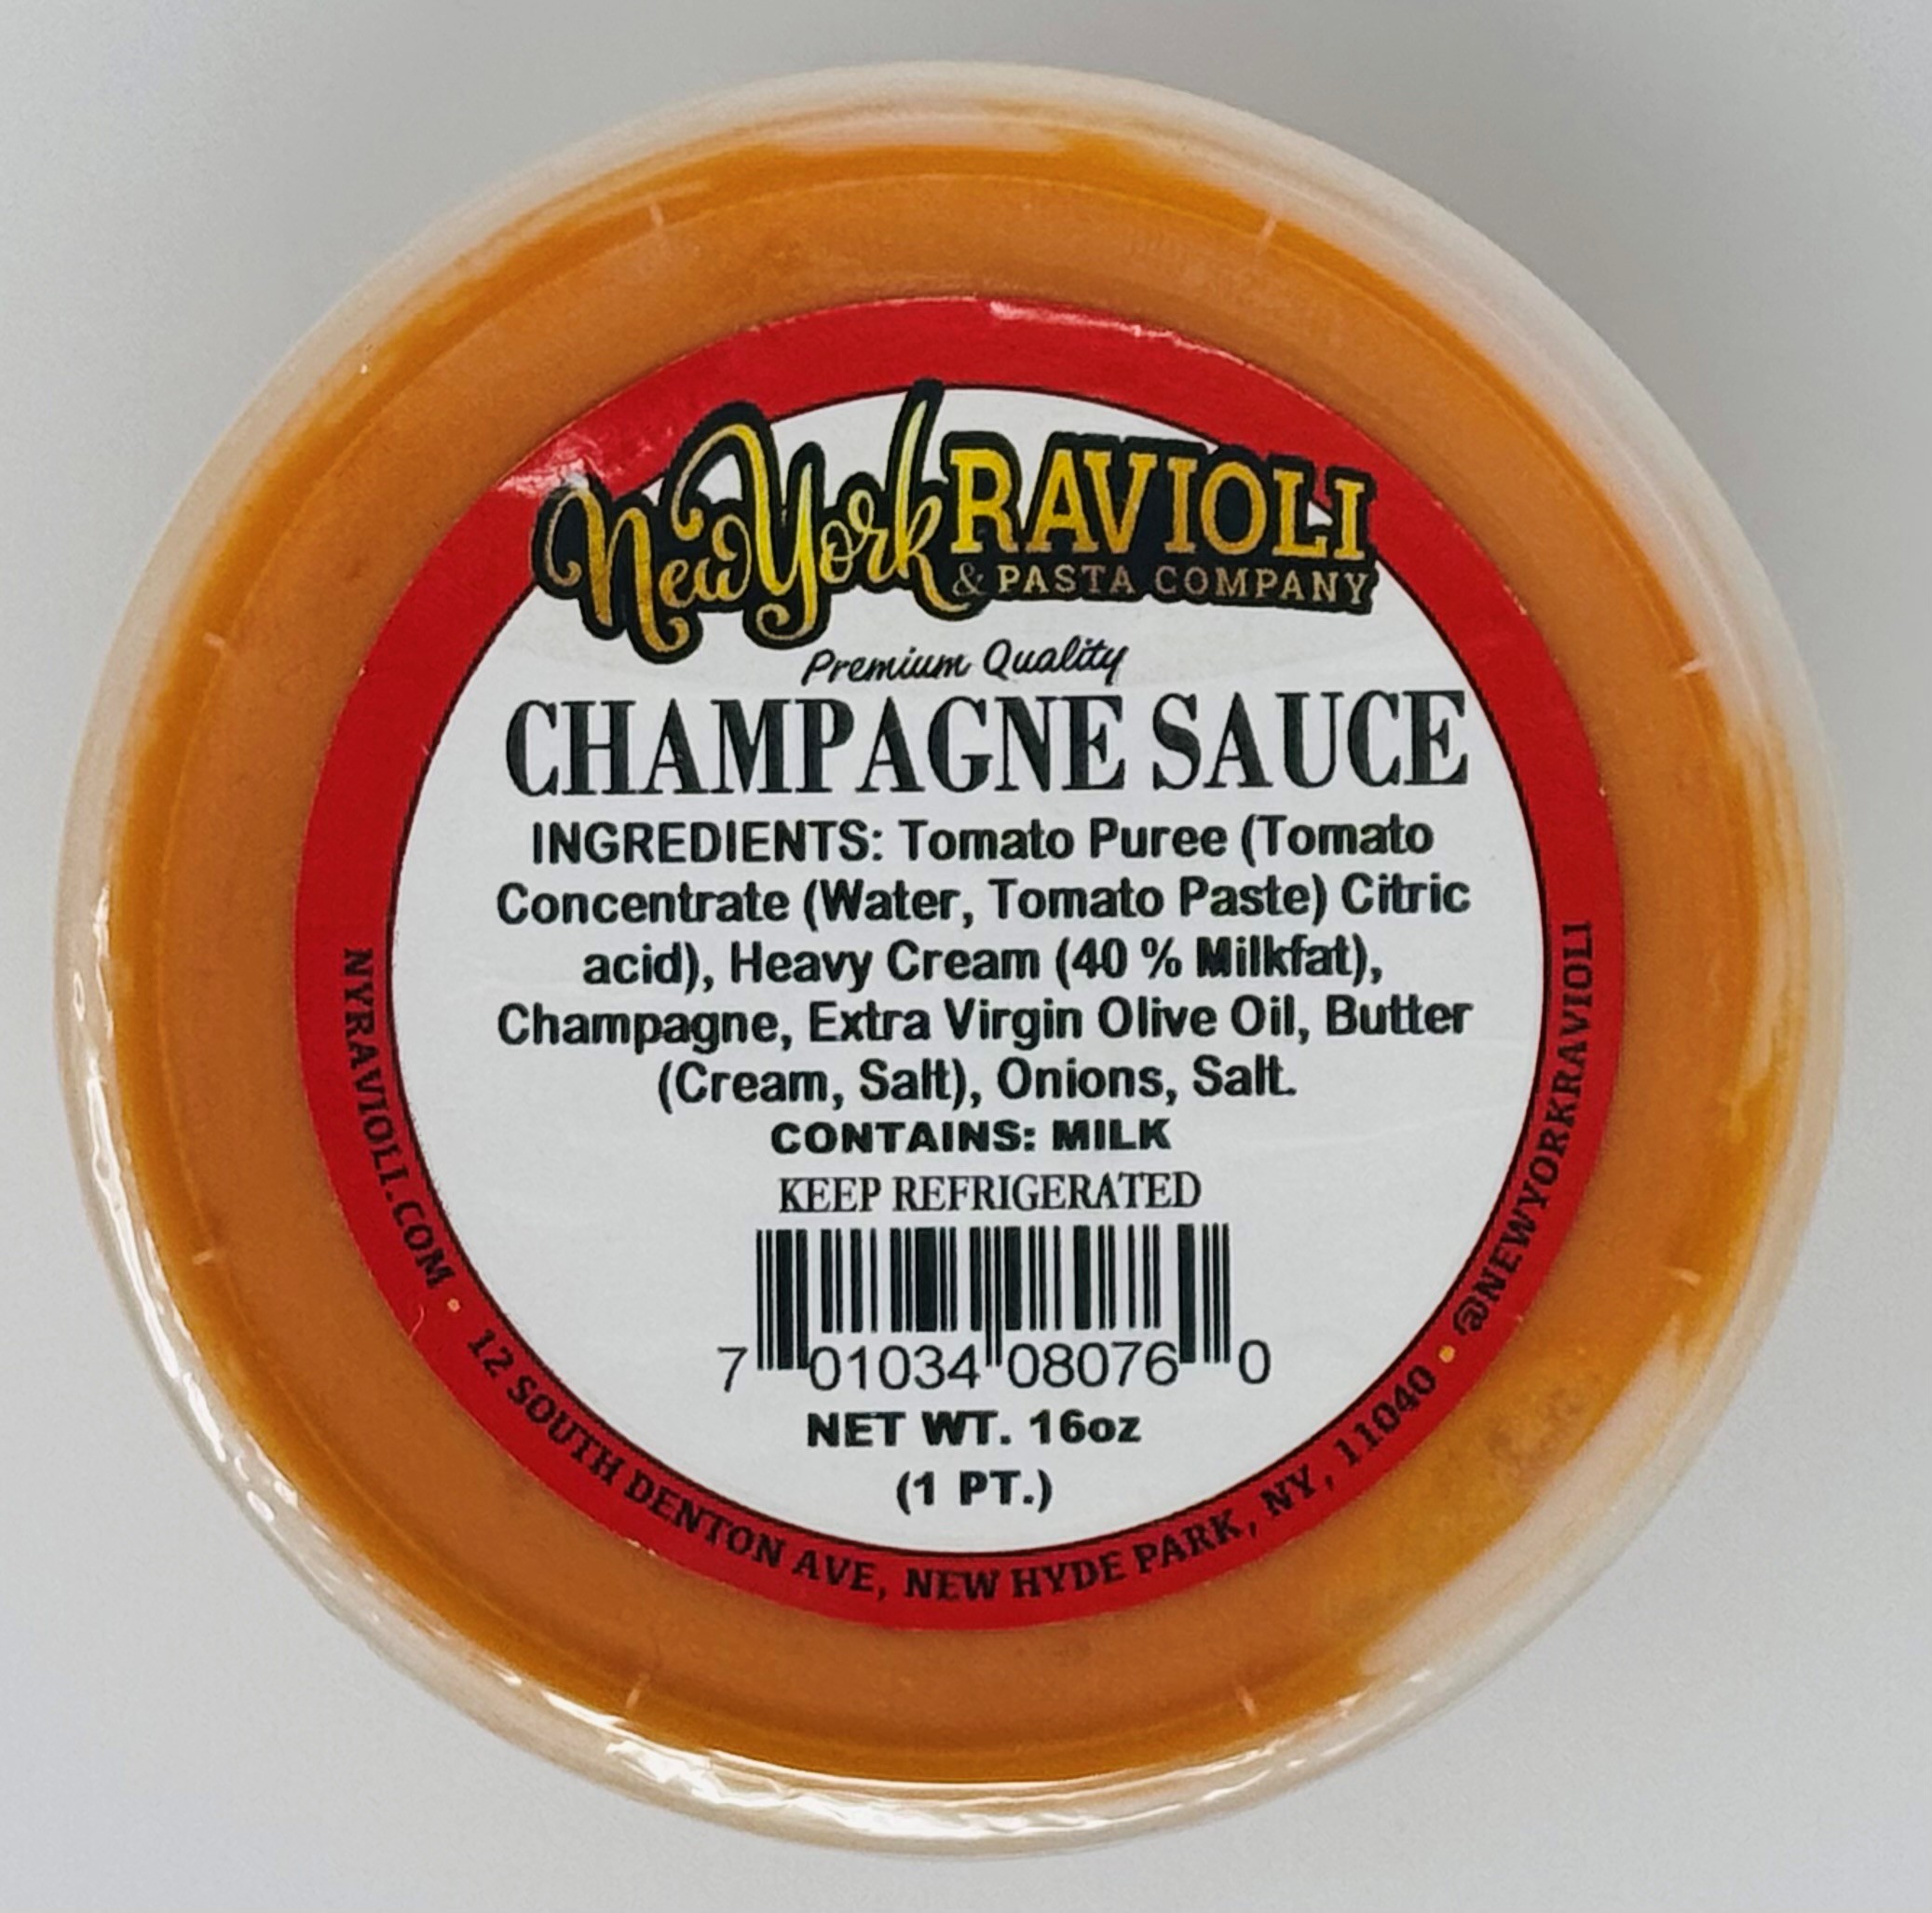 New York RAVIOLI
& PASTA COMPANY
Premium Quality
CHAMPAGNE SAUCE
INGREDIENTS: Tomato Puree (Tomato
Concentrate (Water, Tomato Paste) Citric
acid), Heavy Cream (40 % Milkfat),
Champagne, Extra Virgin Olive Oil, Butter
(Cream, Salt), Onions, Salt.
CONTAINS: MILK
KEEP REFRIGERATED
7 01034 08076 0
NET WT. 16oz
(1 PT.)
NYRAVIOLI.COM • 12 SOUTH DENTON AVE, NEW HYDE PARK, NY, 11040 • @NEWYORKRAVIOLI